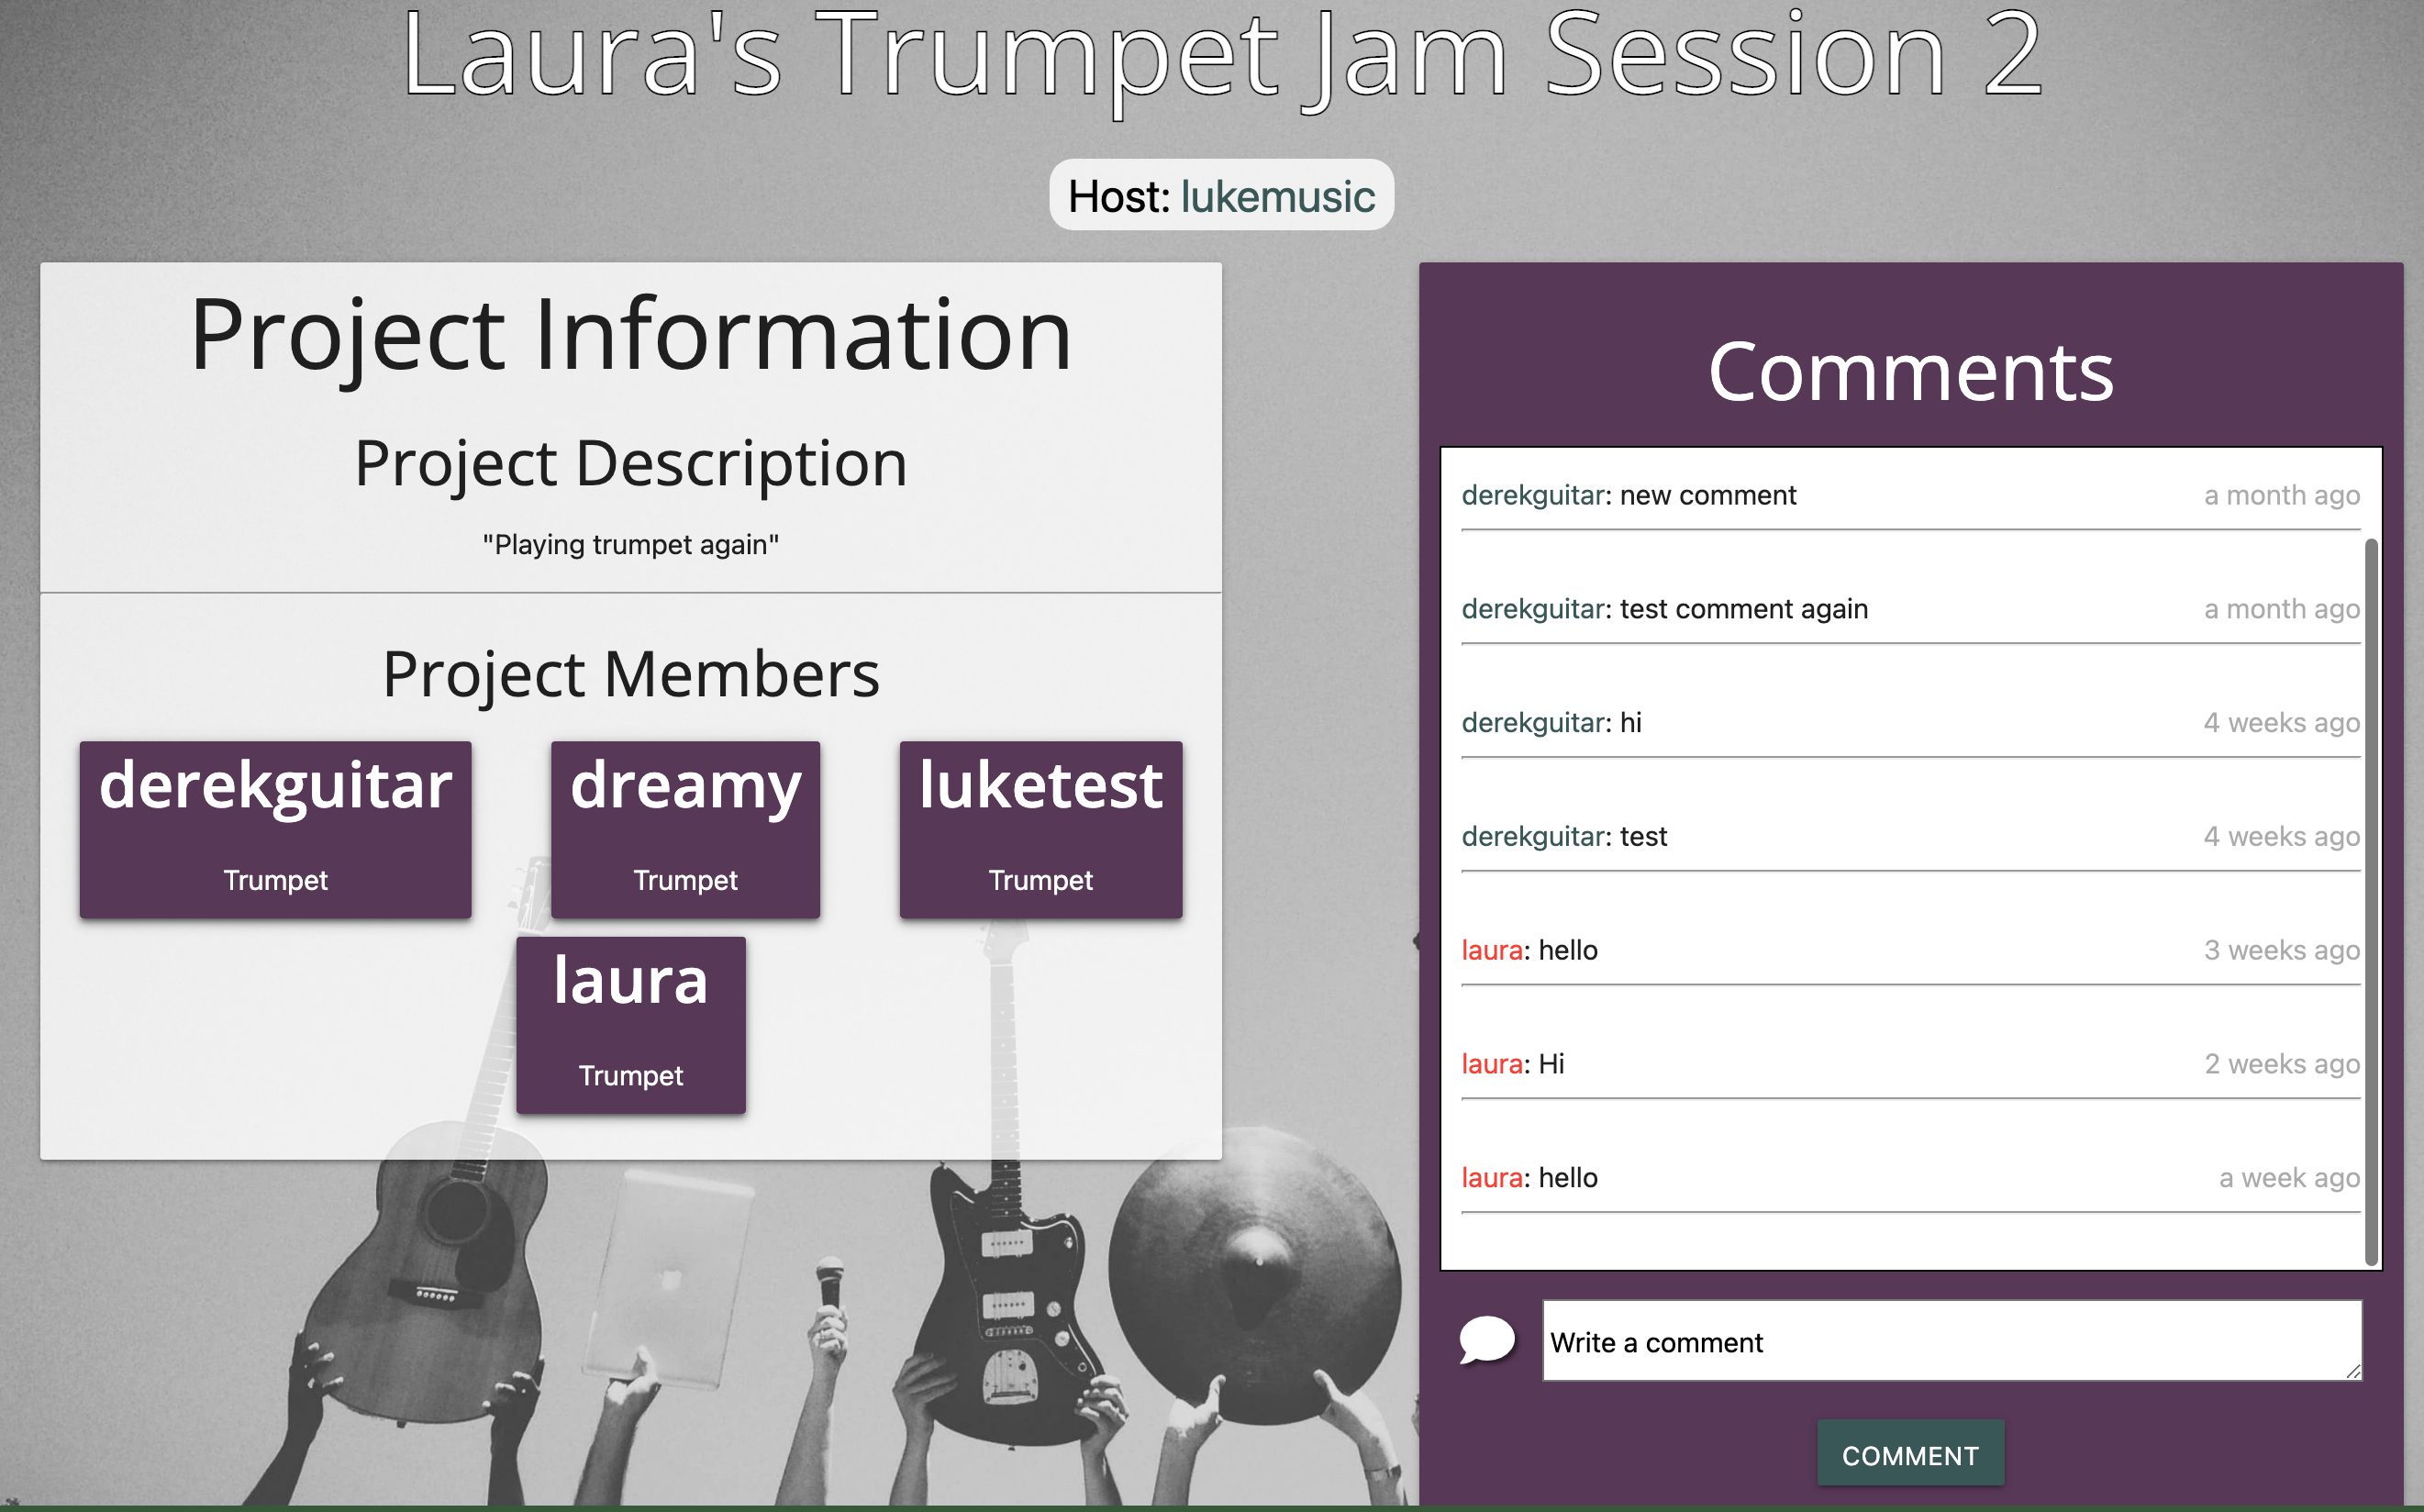 Laura's Trumpet Jam Session 2
Host: lukemusic
Project Information
Project Description
"Playing trumpet again"
Project Members
derekguitar
Trumpet
dreamy
Trumpet
luketest
Trumpet
laura
Trumpet
Comments
derekguitar: new comment a month ago
derekguitar: test comment again a month ago
derekguitar: hi 4 weeks ago
derekguitar: test 4 weeks ago
laura: hello 3 weeks ago
laura: Hi 2 weeks ago
laura: hello a week ago
Write a comment
COMMENT